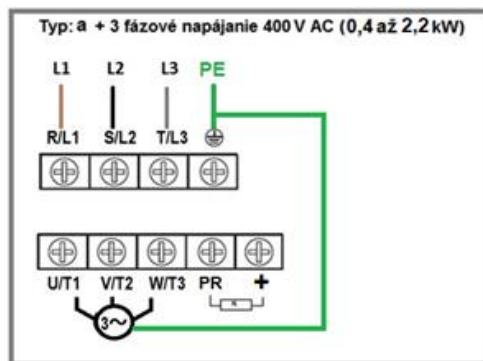 Typ: a + 3 fázové napájanie 400 V AC (0,4 až 2,2 kW)
L1 L2 L3 PE
R/L1 S/L2 T/L3
U/T1 V/T2 W/T3 PR +
R
3~